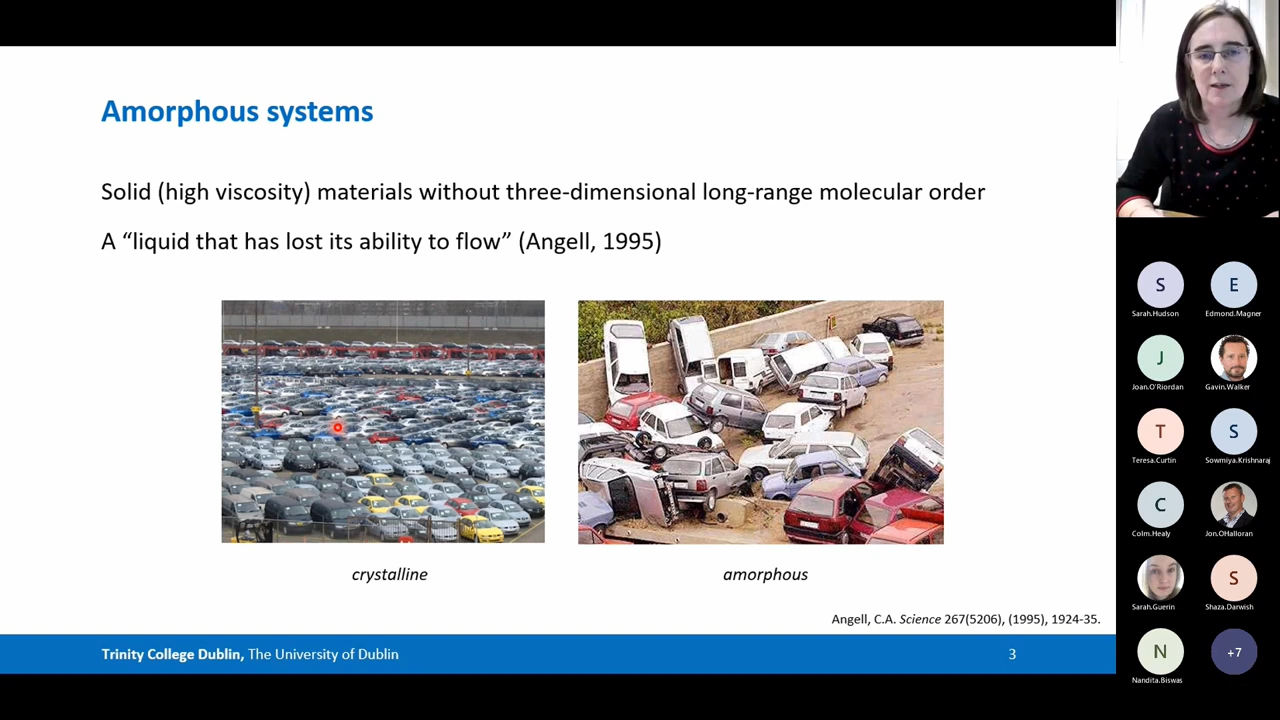 Amorphous systems
Solid (high viscosity) materials without three-dimensional long-range molecular order
A “liquid that has lost its ability to flow” (Angell, 1995)
crystalline
amorphous
Angell, C.A. Science 267(5206), (1995), 1924-35.
Trinity College Dublin, The University of Dublin
3
S
E
Sarah.Hudson
Edmond.Magner
J
Joan.O'Riordan
Gavin.Walker
T
S
Teresa.Curtin
Sowmiya.Krishnaraj
C
Colm.Healy
Jon.OHalloran
S
Sarah.Guerin
Shaza.Darwish
N
+7
Nandita.Biswas